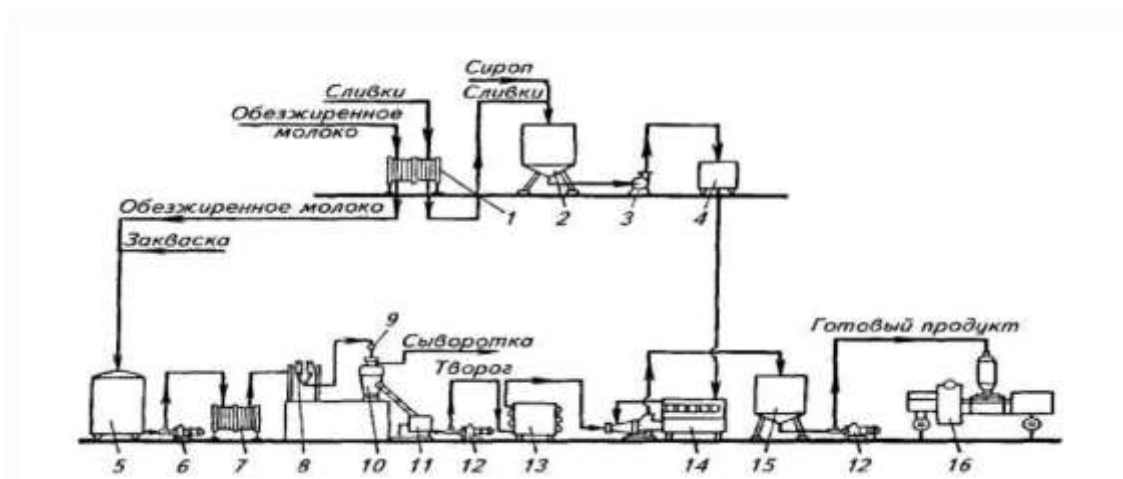 Сироп
Сливки
Сливки
Обезжиренное
молоко
1
2
3
4
Обезжиренное молоко
Закваска
9
Сыворотка
Творог
Готовый продукт
5
6
7
8
10
11
12
13
14
15
12
16